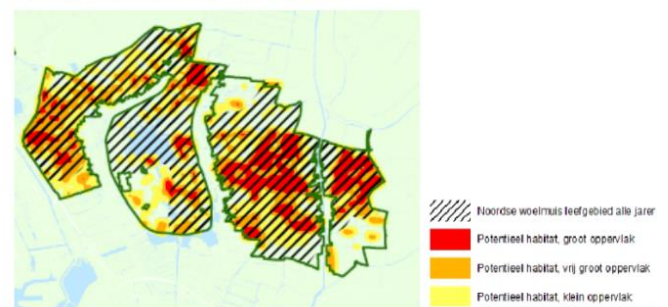 Noordse woelmuis leefgebied alle jaren
Potentieel habitat, groot oppervlak
Potentieel habitat, vrij groot oppervlak
Potentieel habitat, klein oppervlak